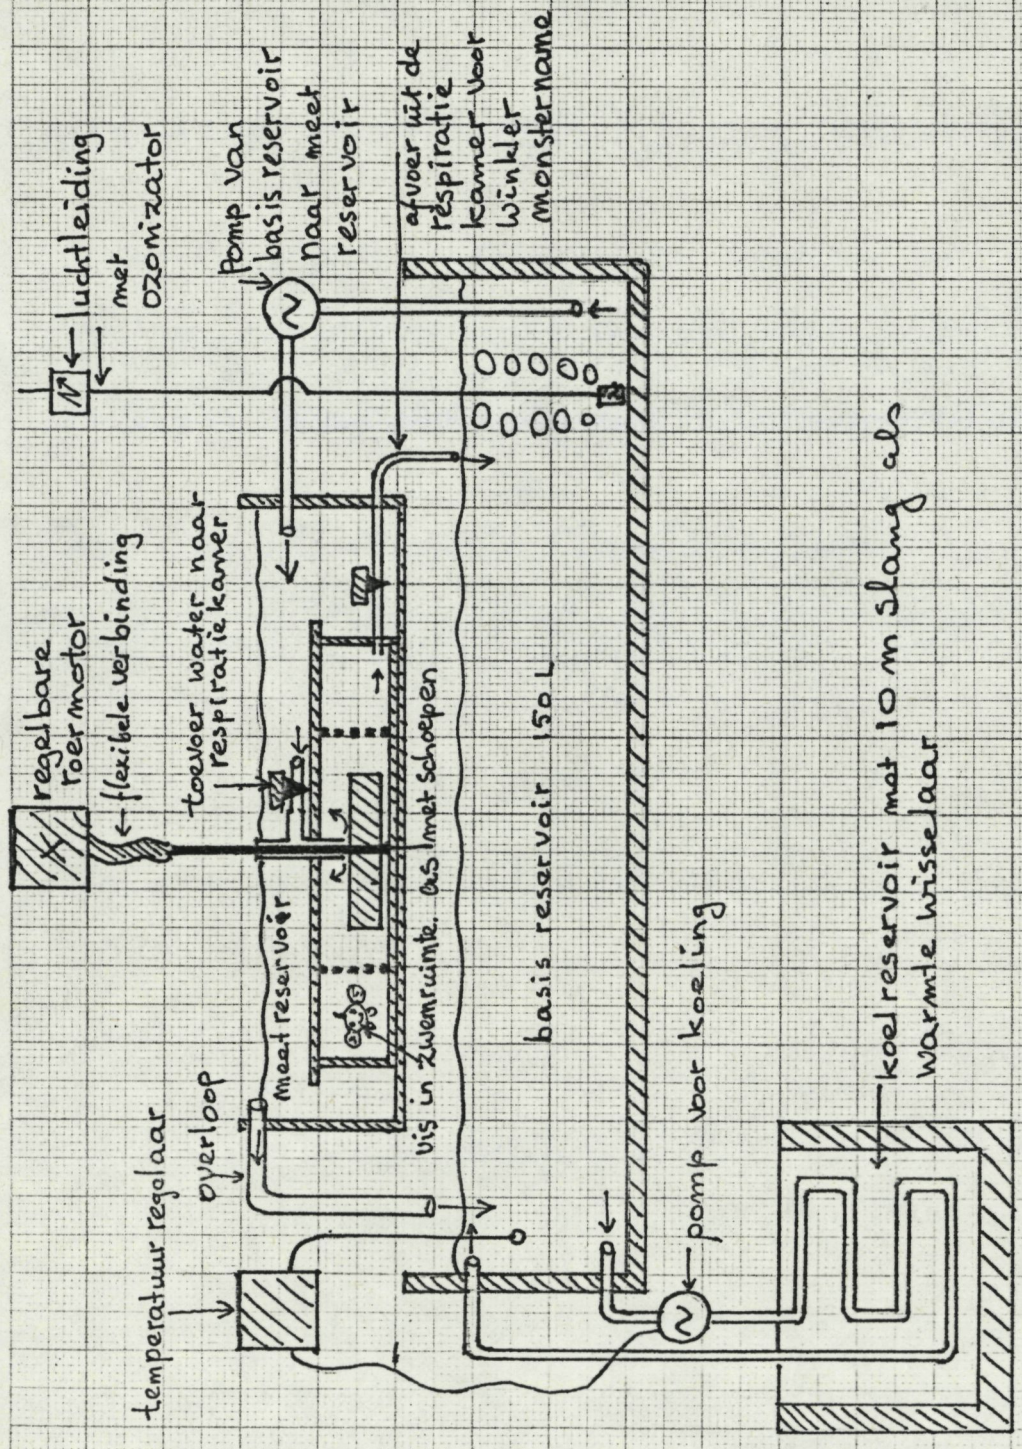 temperatuur regelaar
overloop
meetreservoir
regelbare
roermotor
flexibele verbinding
toevoer water naar
respiratiekamer
luchtleiding
met
ozonizator
Pomp van
basis reservoir
naar meet
reservoir
afvoer uit de
respiratie
kamer voor
winkler
monstername
vis in zwemruimte. as met schoepen
basis reservoir 150 L
pomp voor koeling
koelreservoir met 10 m slang als
warmte wisselaar